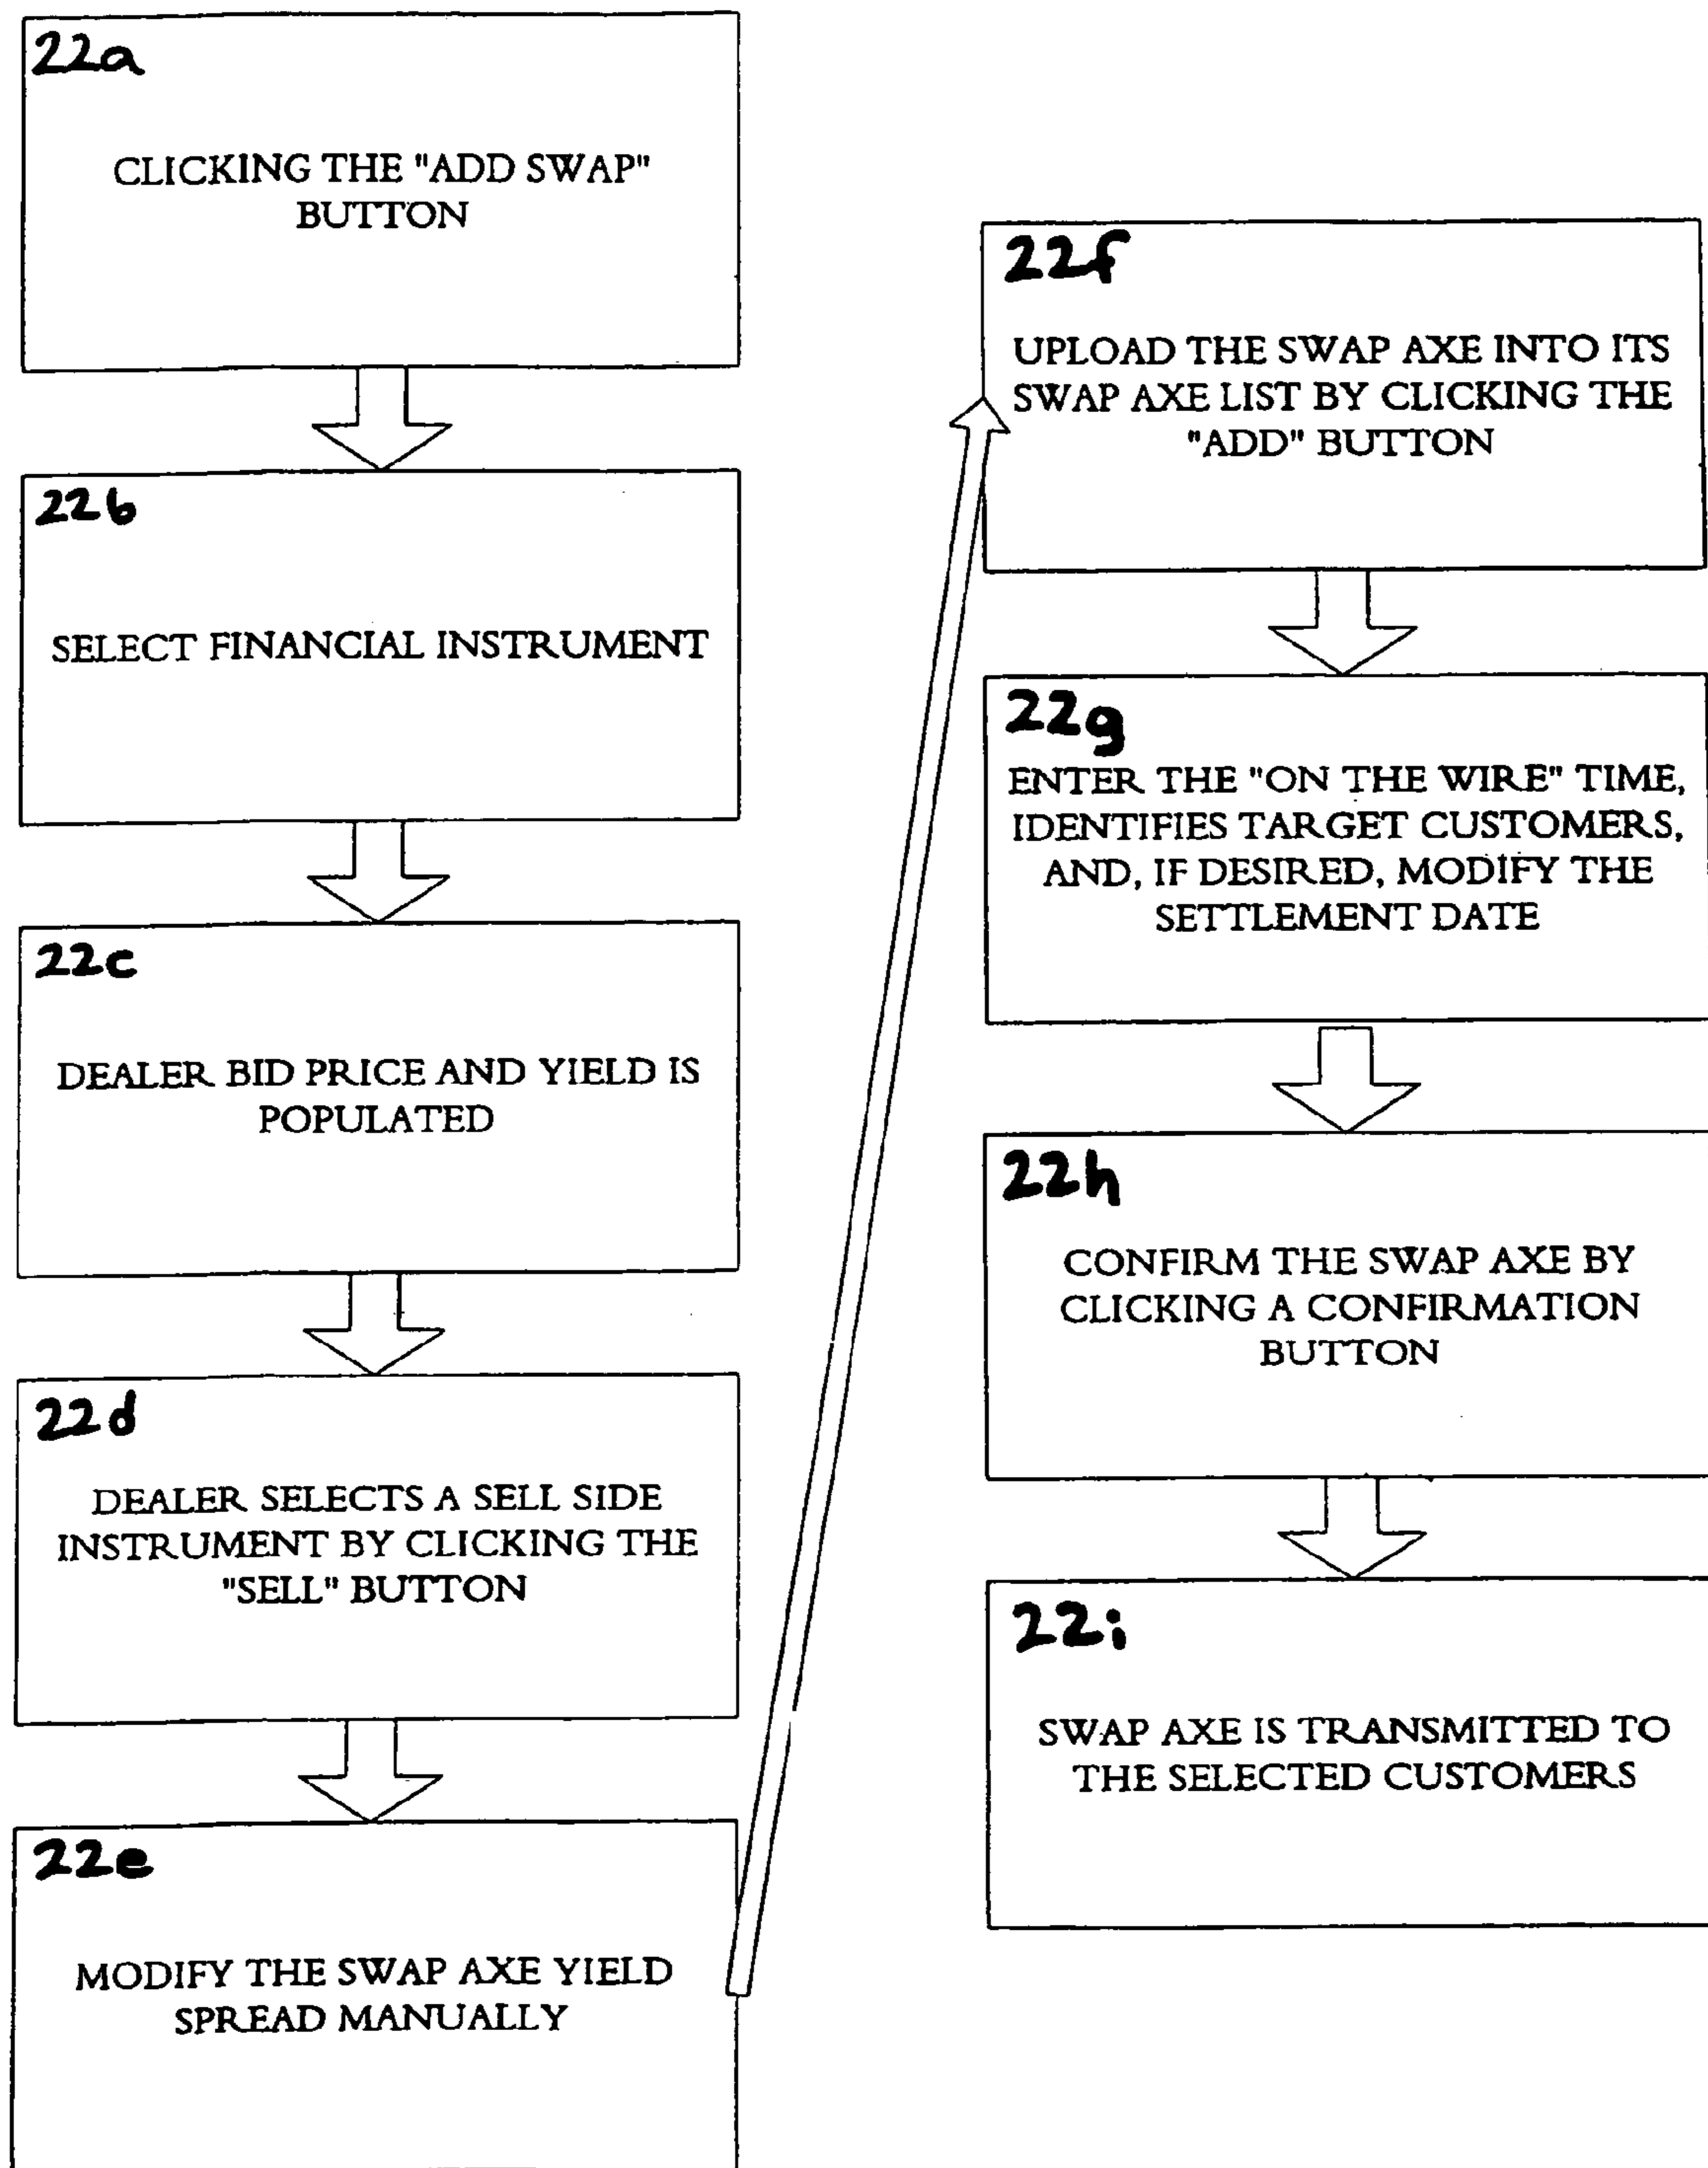 22a
CLICKING THE "ADD SWAP"
BUTTON
22b
SELECT FINANCIAL INSTRUMENT
22c
DEALER BID PRICE AND YIELD IS
POPULATED
22d
DEALER SELECTS A SELL SIDE
INSTRUMENT BY CLICKING THE
"SELL" BUTTON
22e
MODIFY THE SWAP AXE YIELD
SPREAD MANUALLY
22f
UPLOAD THE SWAP AXE INTO ITS
SWAP AXE LIST BY CLICKING THE
"ADD" BUTTON
22g
ENTER THE "ON THE WIRE" TIME,
IDENTIFIES TARGET CUSTOMERS,
AND, IF DESIRED, MODIFY THE
SETTLEMENT DATE
22h
CONFIRM THE SWAP AXE BY
CLICKING A CONFIRMATION
BUTTON
22i
SWAP AXE IS TRANSMITTED TO
THE SELECTED CUSTOMERS